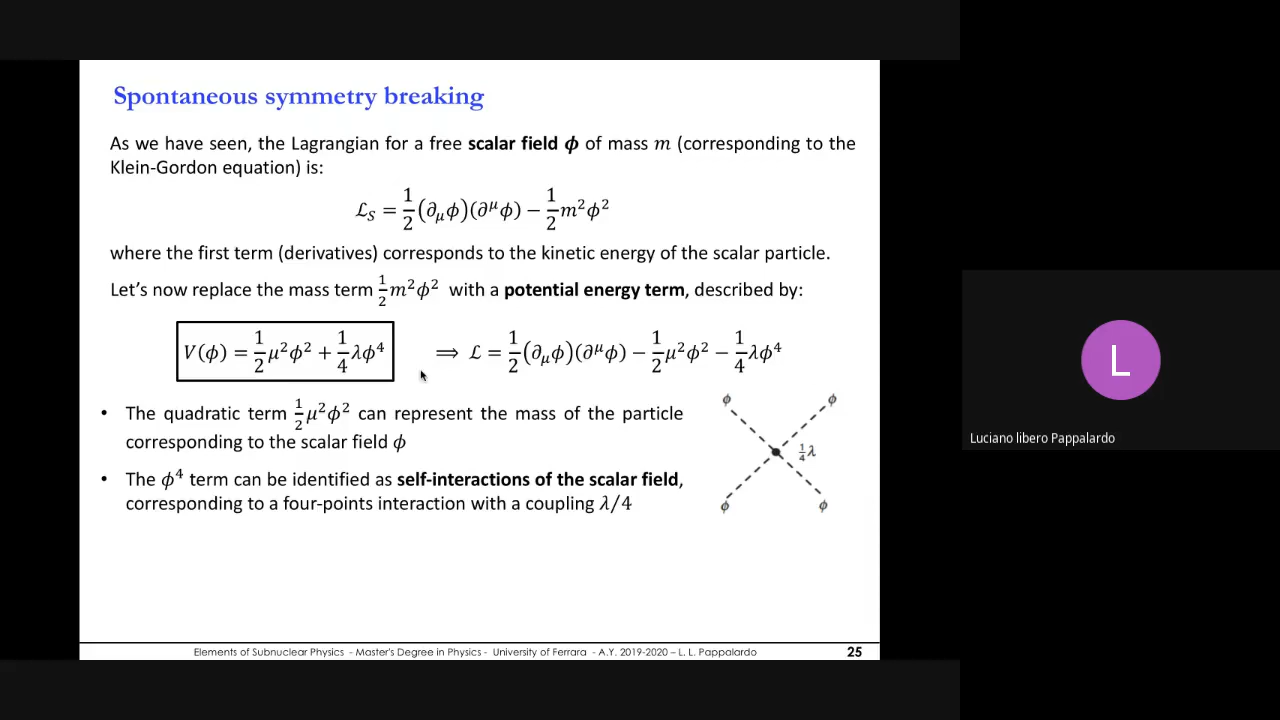 Spontaneous symmetry breaking
As we have seen, the Lagrangian for a free scalar field ϕ of mass m (corresponding to the
Klein-Gordon equation) is:
ℒ_S = 1/2 (∂_μϕ)(∂^μϕ) − 1/2 m²ϕ²
where the first term (derivatives) corresponds to the kinetic energy of the scalar particle.
Let's now replace the mass term 1/2 m²ϕ² with a potential energy term, described by:
V(ϕ) = 1/2 μ²ϕ² + 1/4 λϕ⁴ ⟹ ℒ = 1/2 (∂_μϕ)(∂^μϕ) − 1/2 μ²ϕ² − 1/4 λϕ⁴
• The quadratic term 1/2 μ²ϕ² can represent the mass of the particle
corresponding to the scalar field ϕ
• The ϕ⁴ term can be identified as self-interactions of the scalar field,
corresponding to a four-points interaction with a coupling λ/4
ϕ ϕ
1/4 λ
ϕ ϕ
Elements of Subnuclear Physics - Master's Degree in Physics - University of Ferrara - A.Y. 2019-2020 – L. L. Pappalardo 25
L
Luciano libero Pappalardo